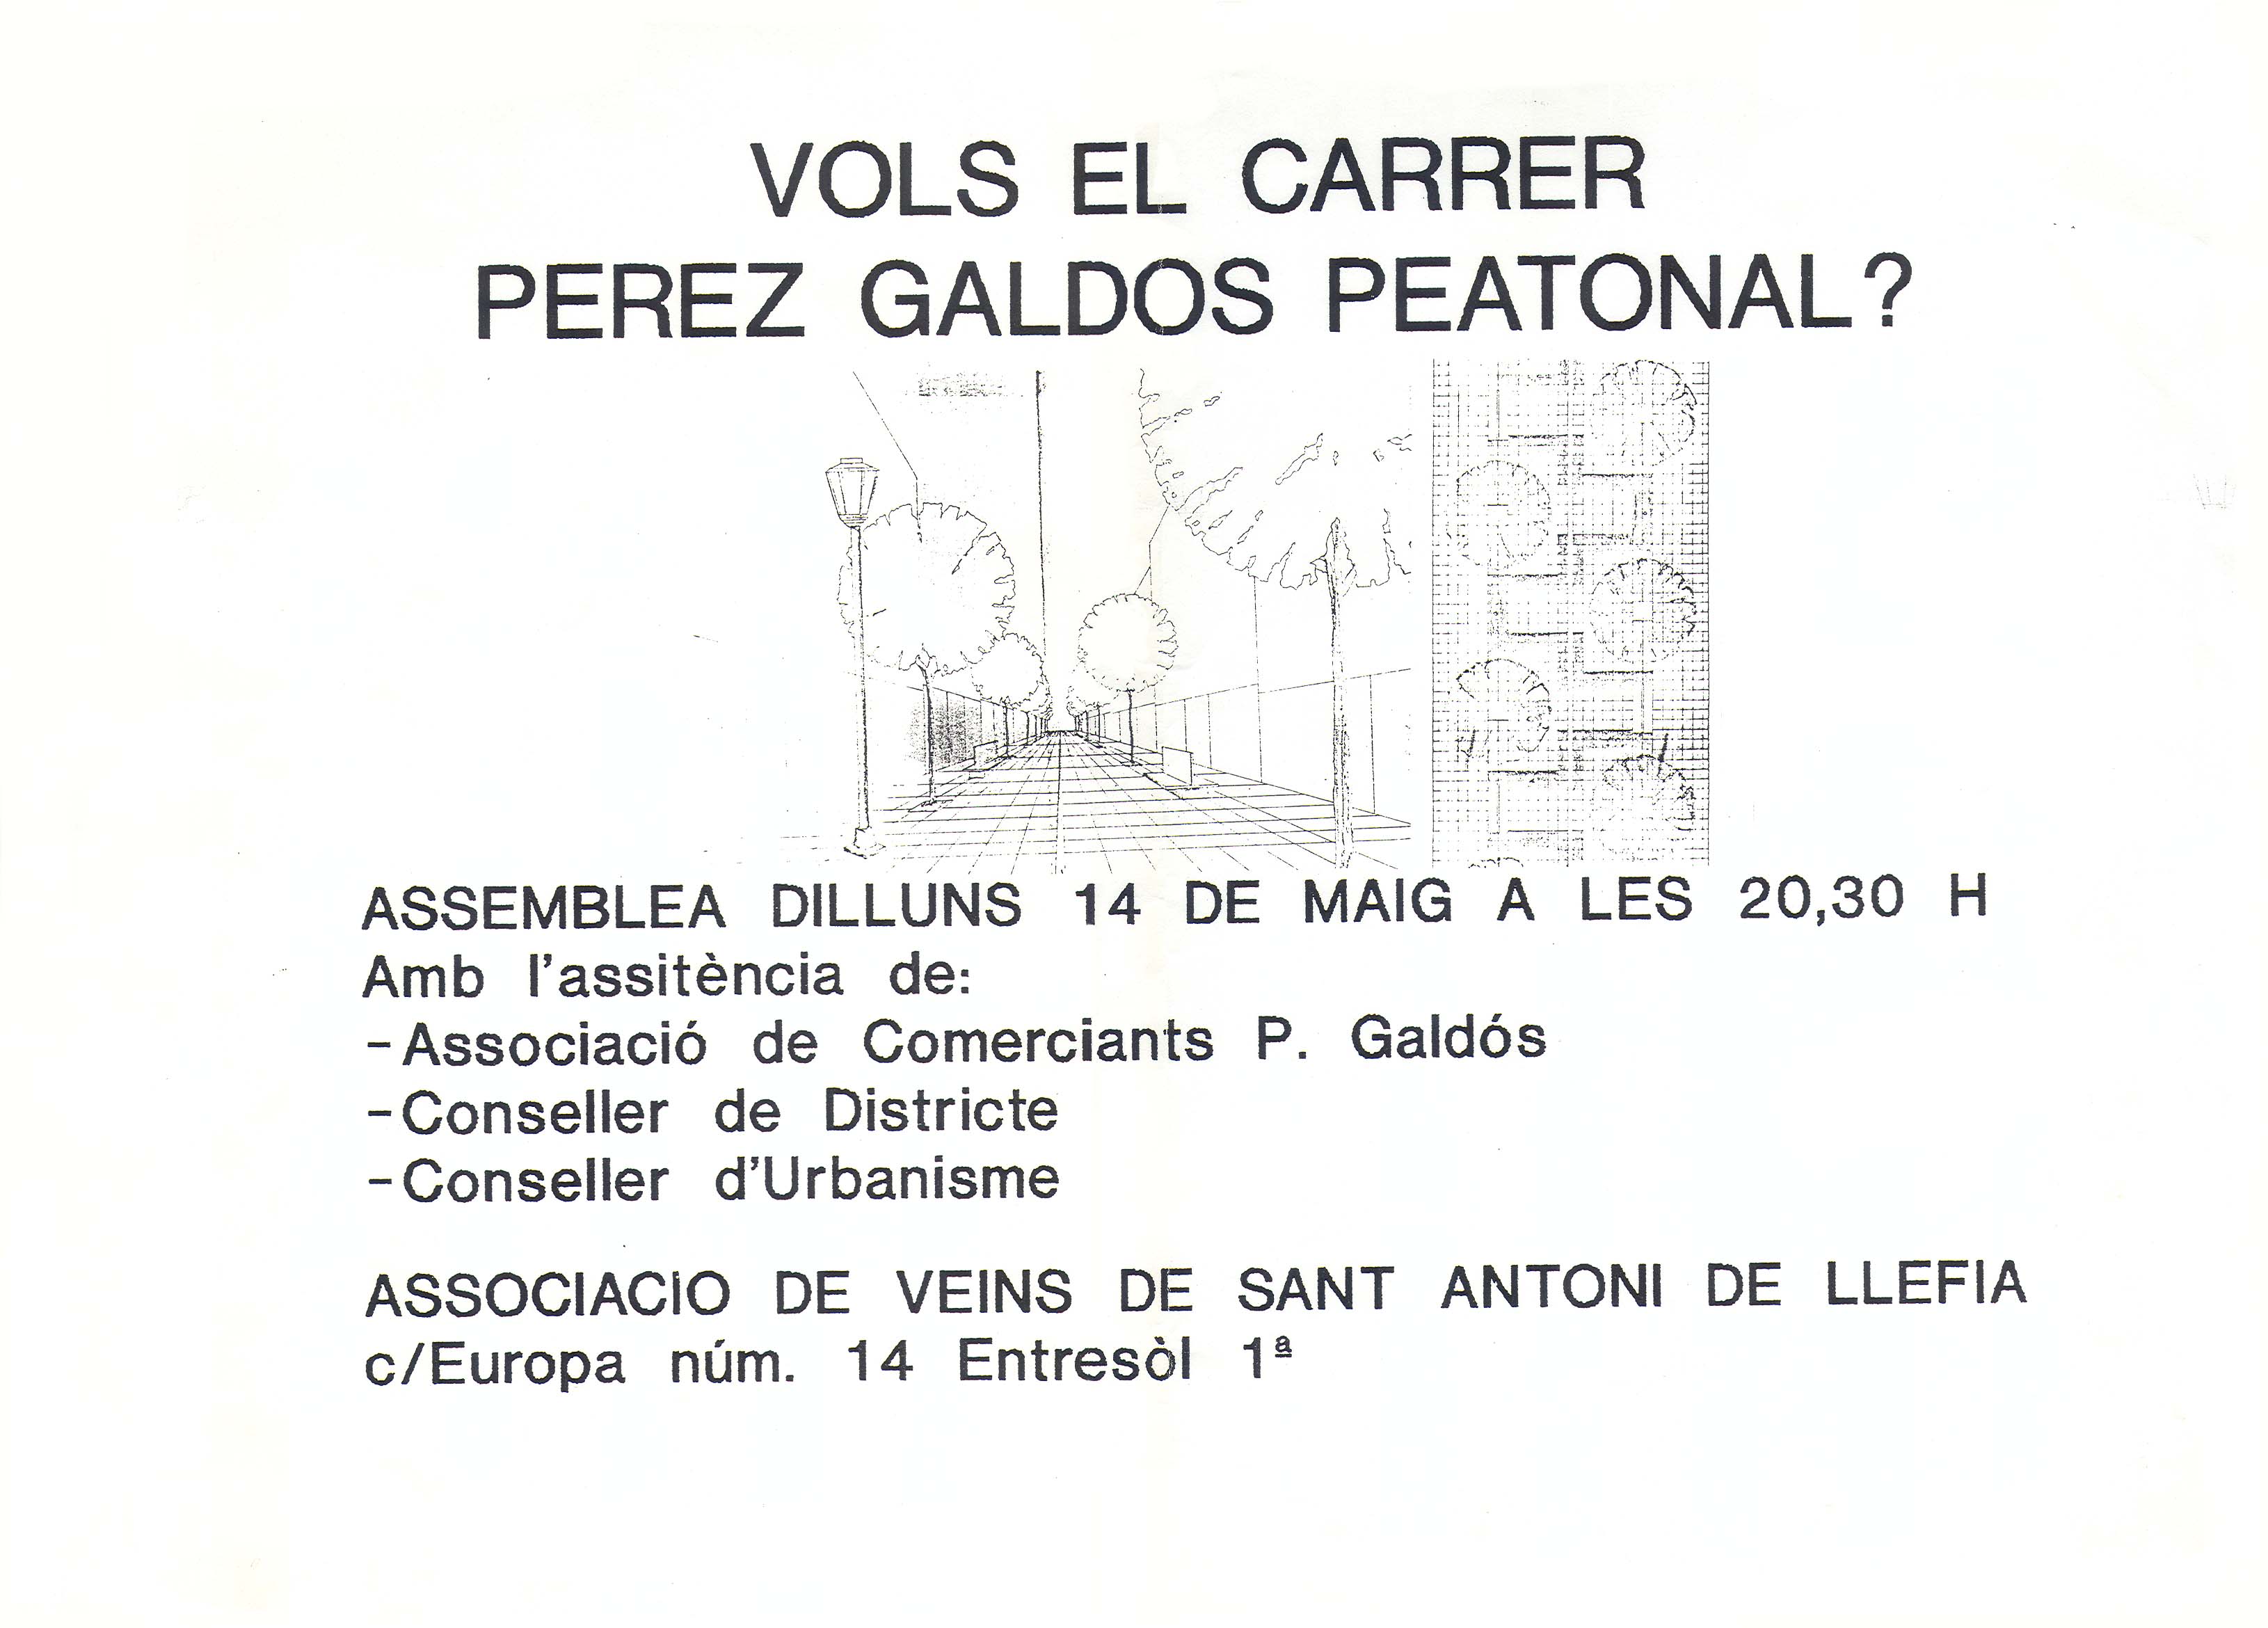 VOLS EL CARRER
PEREZ GALDOS PEATONAL?
ASSEMBLEA DILLUNS 14 DE MAIG A LES 20,30 H
Amb l'assitència de:
-Associació de Comerciants P. Galdós
-Conseller de Districte
-Conseller d'Urbanisme
ASSOCIACIO DE VEINS DE SANT ANTONI DE LLEFIA
c/Europa núm. 14 Entresòl 1ª